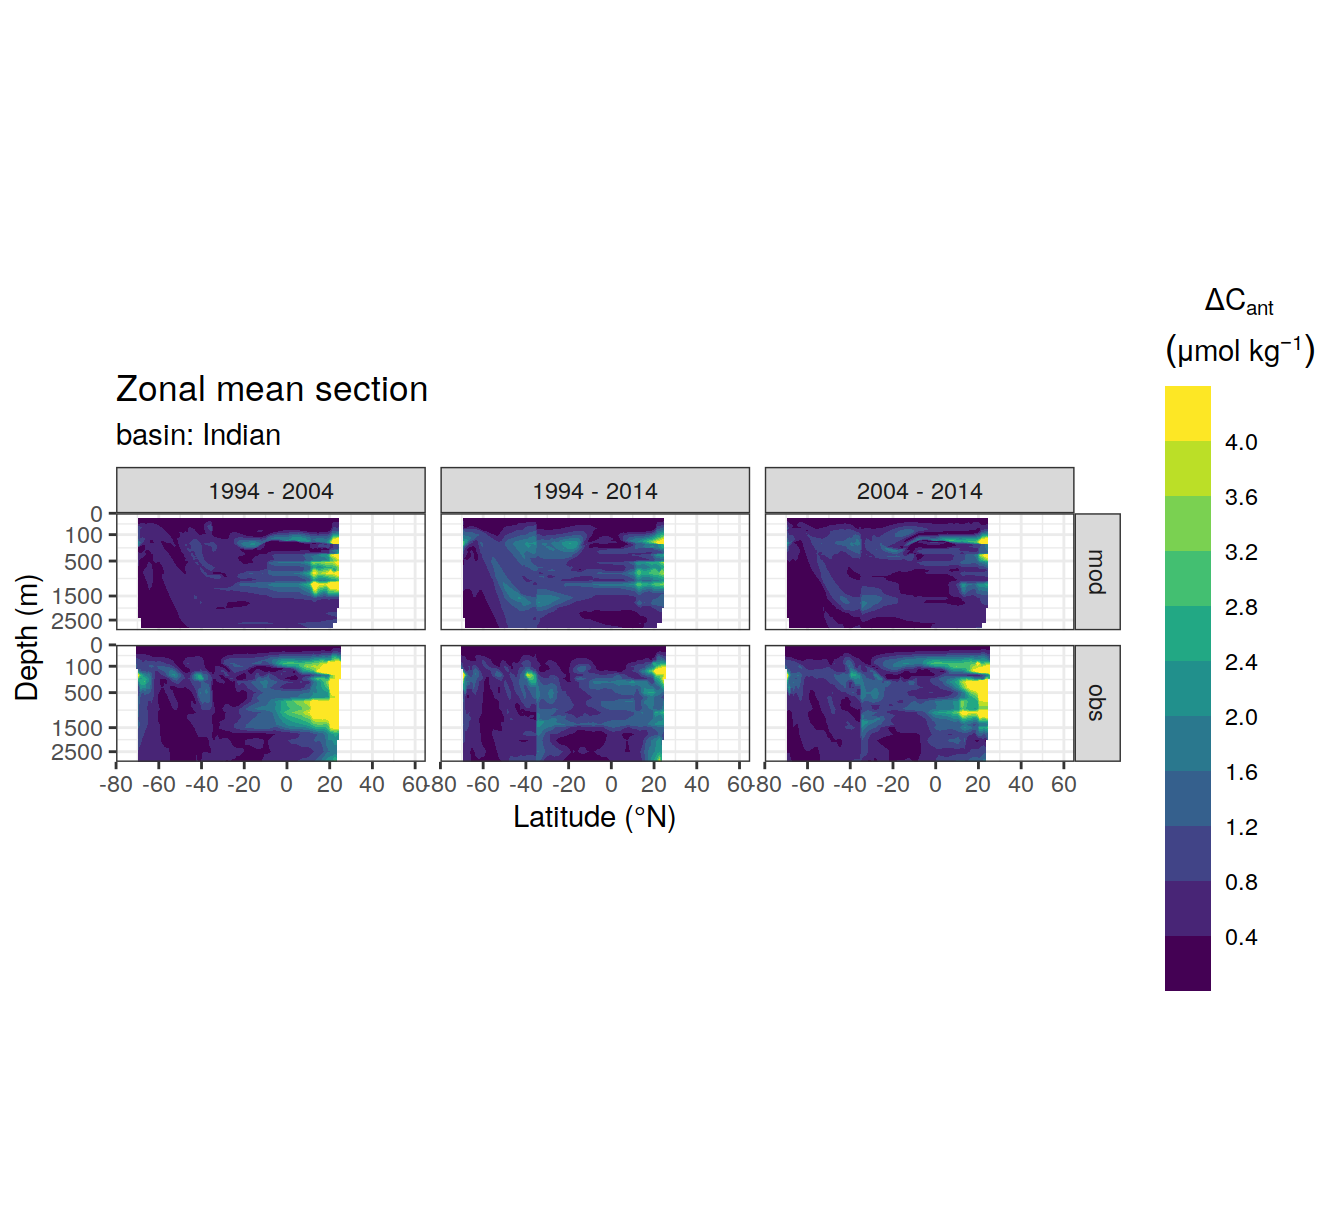 ΔCant
(μmol kg⁻¹)
Zonal mean section
basin: Indian
1994 - 2004
1994 - 2014
2004 - 2014
0
100
500
1500
2500
mod
0
100
500
1500
2500
obs
Depth (m)
-80 -60 -40 -20 0 20 40 60
-80 -60 -40 -20 0 20 40 60
-80 -60 -40 -20 0 20 40 60
Latitude (°N)
4.0
3.6
3.2
2.8
2.4
2.0
1.6
1.2
0.8
0.4